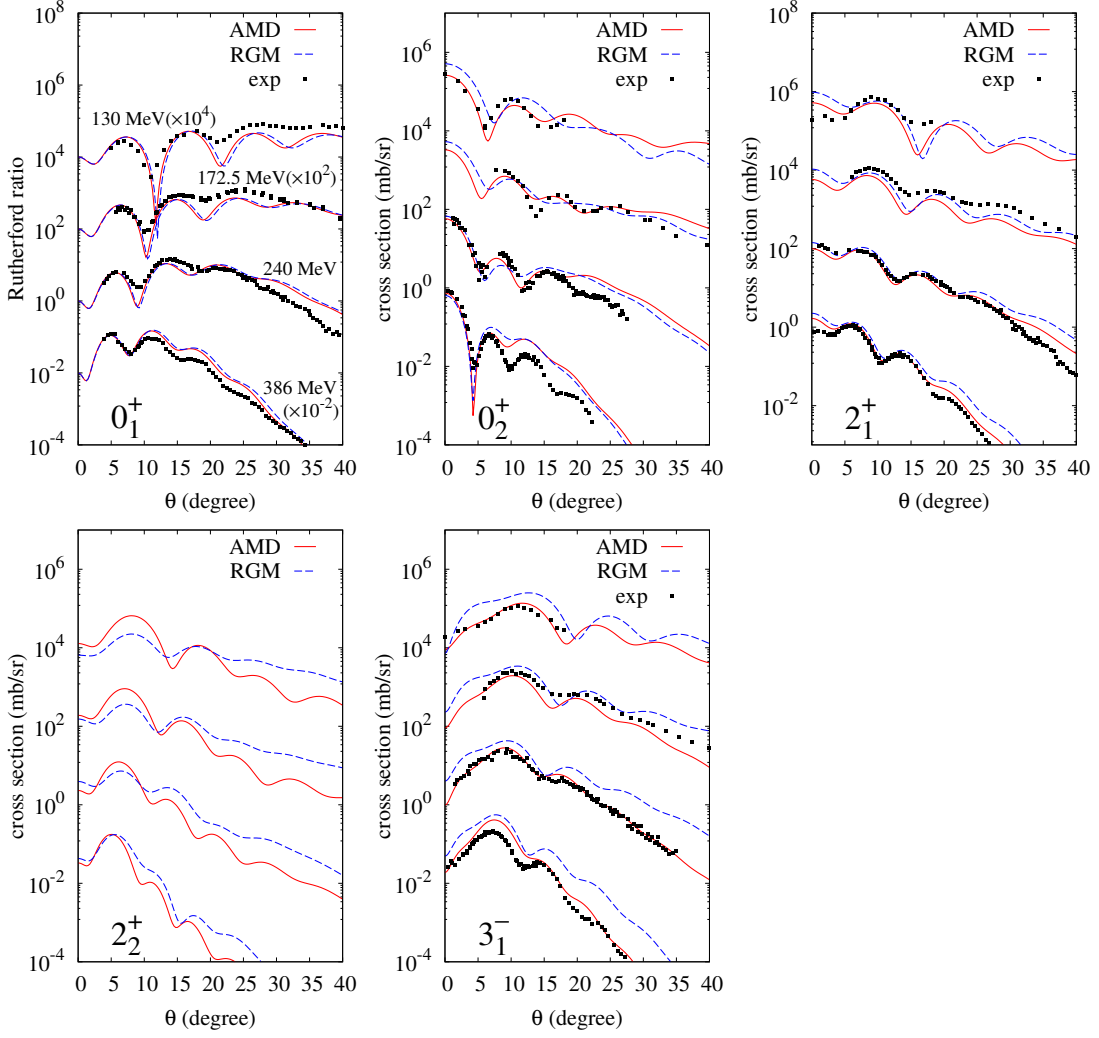 Rutherford ratio
10^8
10^6
10^4
10^2
10^0
10^-2
10^-4
AMD
RGM
exp
130 MeV(×10^4)
172.5 MeV(×10^2)
240 MeV
386 MeV
(×10^-2)
0_1^+
0 5 10 15 20 25 30 35 40
θ (degree)
cross section (mb/sr)
10^6
10^4
10^2
10^0
10^-2
10^-4
AMD
RGM
exp
0_2^+
0 5 10 15 20 25 30 35 40
θ (degree)
cross section (mb/sr)
10^8
10^6
10^4
10^2
10^0
10^-2
AMD
RGM
exp
2_1^+
0 5 10 15 20 25 30 35 40
θ (degree)
cross section (mb/sr)
10^6
10^4
10^2
10^0
10^-2
10^-4
AMD
RGM
2_2^+
0 5 10 15 20 25 30 35 40
θ (degree)
cross section (mb/sr)
10^6
10^4
10^2
10^0
10^-2
10^-4
AMD
RGM
exp
3_1^-
0 5 10 15 20 25 30 35 40
θ (degree)